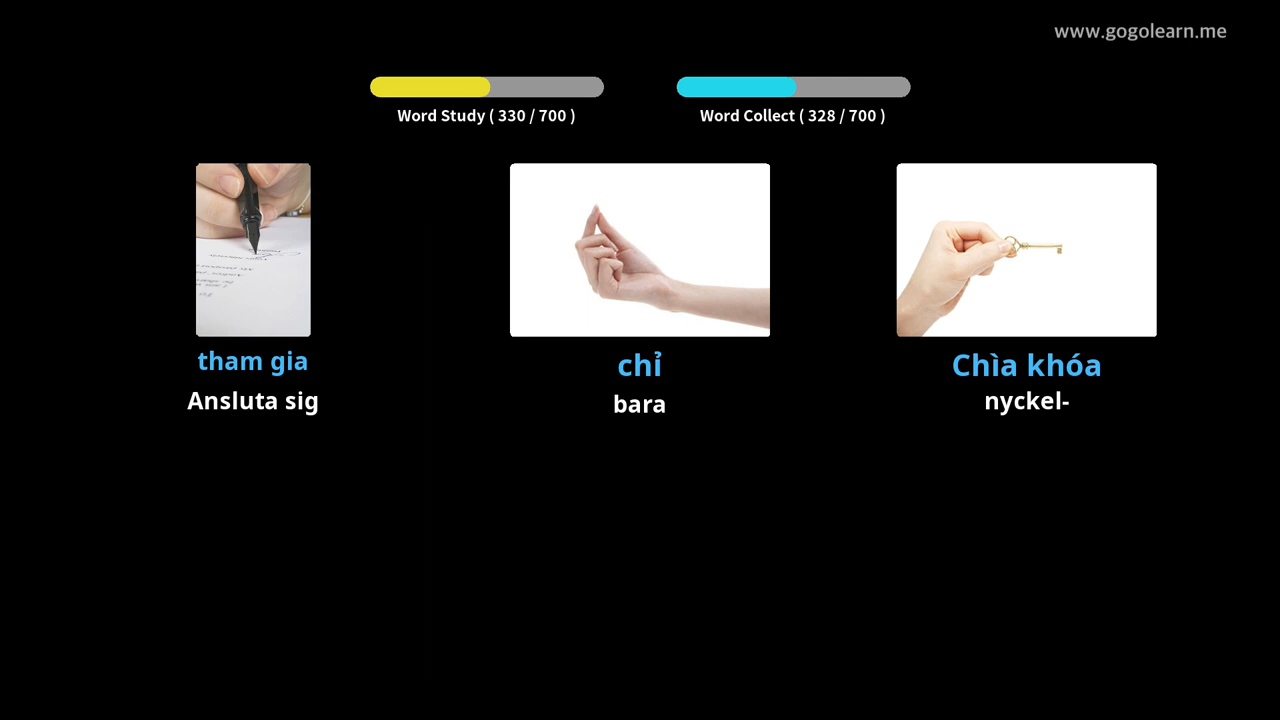 www.gogolearn.me
Word Study ( 330 / 700 )
Word Collect ( 328 / 700 )
tham gia
Ansluta sig
chỉ
bara
Chìa khóa
nyckel-